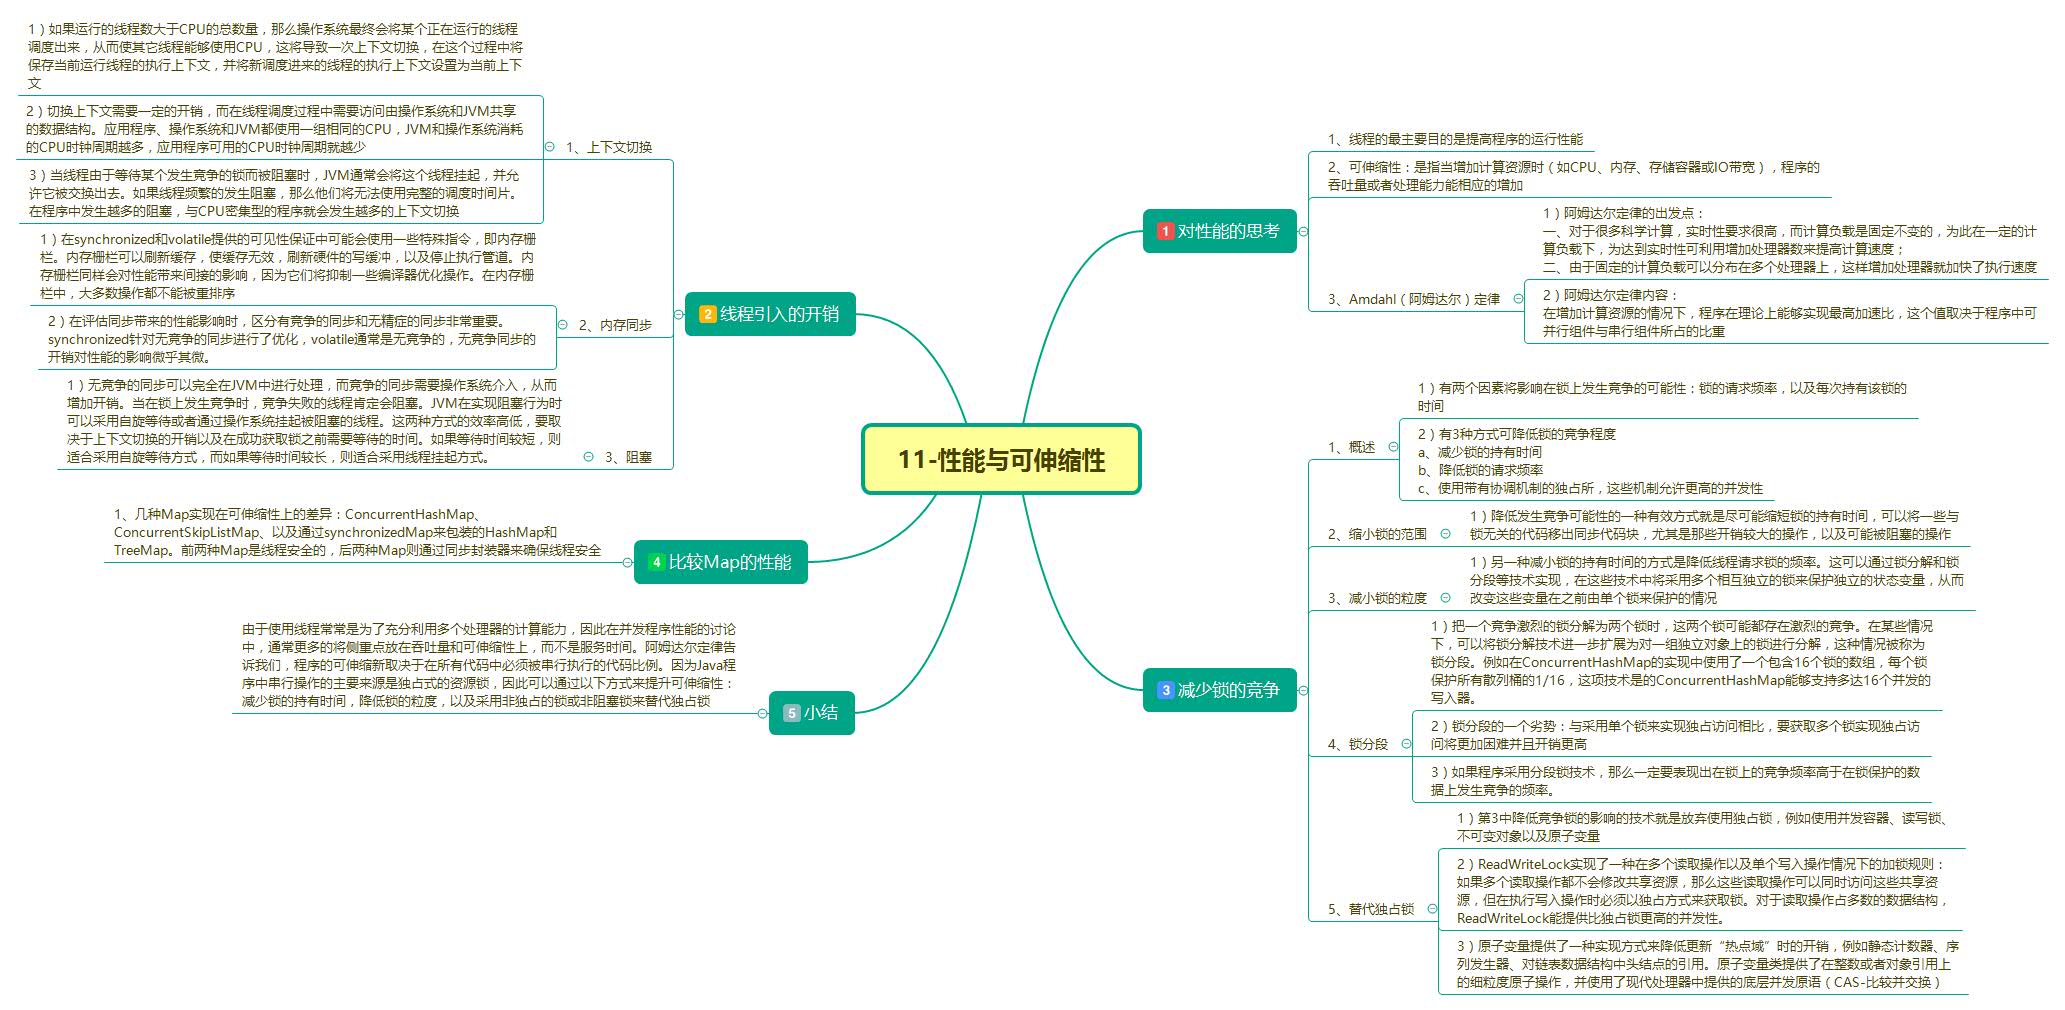 11-性能与可伸缩性
1 对性能的思考
1、线程的最主要目的是提高程序的运行性能
2、可伸缩性：是指当增加计算资源时（如CPU、内存、存储容器或IO带宽），程序的
吞吐量或者处理能力能相应的增加
3、Amdahl（阿姆达尔）定律
1）阿姆达尔定律的出发点：
一、对于很多科学计算，实时性要求很高，而计算负载是固定不变的，为此在一定的计
算负载下，为达到实时性可利用增加处理器数来提高计算速度；
二、由于固定的计算负载可以分布在多个处理器上，这样增加处理器就加快了执行速度
2）阿姆达尔定律内容：
在增加计算资源的情况下，程序在理论上能够实现最高加速比，这个值取决于程序中可
并行组件与串行组件所占的比重
2 线程引入的开销
1、上下文切换
1）如果运行的线程数大于CPU的总数量，那么操作系统最终会将某个正在运行的线程
调度出来，从而使其它线程能够使用CPU，这将导致一次上下文切换，在这个过程中将
保存当前运行线程的执行上下文，并将新调度进来的线程的执行上下文设置为当前上下
文
2）切换上下文需要一定的开销，而在线程调度过程中需要访问由操作系统和JVM共享
的数据结构。应用程序、操作系统和JVM都使用一组相同的CPU，JVM和操作系统消耗
的CPU时钟周期越多，应用程序可用的CPU时钟周期就越少
3）当线程由于等待某个发生竞争的锁而被阻塞时，JVM通常会将这个线程挂起，并允
许它被交换出去。如果线程频繁的发生阻塞，那么他们将无法使用完整的调度时间片。
在程序中发生越多的阻塞，与CPU密集型的程序就会发生越多的上下文切换
2、内存同步
1）在synchronized和volatile提供的可见性保证中可能会使用一些特殊指令，即内存栅
栏。内存栅栏可以刷新缓存，使缓存无效，刷新硬件的写缓冲，以及停止执行管道。内
存栅栏同样会对性能带来间接的影响，因为它们将抑制一些编译器优化操作。在内存栅
栏中，大多数操作都不能被重排序
2）在评估同步带来的性能影响时，区分有竞争的同步和无精症的同步非常重要。
synchronized针对无竞争的同步进行了优化，volatile通常是无竞争的，无竞争同步的
开销对性能的影响微乎其微。
3、阻塞
1）无竞争的同步可以完全在JVM中进行处理，而竞争的同步需要操作系统介入，从而
增加开销。当在锁上发生竞争时，竞争失败的线程肯定会阻塞。JVM在实现阻塞行为时
可以采用自旋等待或者通过操作系统挂起被阻塞的线程。这两种方式的效率高低，要取
决于上下文切换的开销以及在成功获取锁之前需要等待的时间。如果等待时间较短，则
适合采用自旋等待方式，而如果等待时间较长，则适合采用线程挂起方式。
3 减少锁的竞争
1、概述
1）有两个因素将影响在锁上发生竞争的可能性：锁的请求频率，以及每次持有该锁的
时间
2）有3种方式可降低锁的竞争程度
a、减少锁的持有时间
b、降低锁的请求频率
c、使用带有协调机制的独占所，这些机制允许更高的并发性
2、缩小锁的范围
1）降低发生竞争可能性的一种有效方式就是尽可能缩短锁的持有时间，可以将一些与
锁无关的代码移出同步代码块，尤其是那些开销较大的操作，以及可能被阻塞的操作
3、减小锁的粒度
1）另一种减小锁的持有时间的方式是降低线程请求锁的频率。这可以通过锁分解和锁
分段等技术实现，在这些技术中将采用多个相互独立的锁来保护独立的状态变量，从而
改变这些变量在之前由单个锁来保护的情况
4、锁分段
1）把一个竞争激烈的锁分解为两个锁时，这两个锁可能都存在激烈的竞争。在某些情况
下，可以将锁分解技术进一步扩展为对一组独立对象上的锁进行分解，这种情况被称为
锁分段。例如在ConcurrentHashMap的实现中使用了一个包含16个锁的数组，每个锁
保护所有散列桶的1/16，这项技术是的ConcurrentHashMap能够支持多达16个并发的
写入器。
2）锁分段的一个劣势：与采用单个锁来实现独占访问相比，要获取多个锁实现独占访
问将更加困难并且开销更高
3）如果程序采用分段锁技术，那么一定要表现出在锁上的竞争频率高于在锁保护的数
据上发生竞争的频率。
5、替代独占锁
1）第3中降低竞争锁的影响的技术就是放弃使用独占锁，例如使用并发容器、读写锁、
不可变对象以及原子变量
2）ReadWriteLock实现了一种在多个读取操作以及单个写入操作情况下的加锁规则：
如果多个读取操作都不会修改共享资源，那么这些读取操作可以同时访问这些共享资
源，但在执行写入操作时必须以独占方式来获取锁。对于读取操作占多数的数据结构，
ReadWriteLock能提供比独占锁更高的并发性。
3）原子变量提供了一种实现方式来降低更新“热点域”时的开销，例如静态计数器、序
列发生器、对链表数据结构中头结点的引用。原子变量类提供了在整数或者对象引用上
的细粒度原子操作，并使用了现代处理器中提供的底层并发原语（CAS-比较并交换）
4 比较Map的性能
1、几种Map实现在可伸缩性上的差异：ConcurrentHashMap、
ConcurrentSkipListMap、以及通过synchronizedMap来包装的HashMap和
TreeMap。前两种Map是线程安全的，后两种Map则通过同步封装器来确保线程安全
5 小结
由于使用线程常常是为了充分利用多个处理器的计算能力，因此在并发程序性能的讨论
中，通常更多的将侧重点放在吞吐量和可伸缩性上，而不是服务时间。阿姆达尔定律告
诉我们，程序的可伸缩新取决于在所有代码中必须被串行执行的代码比例。因为Java程
序中串行操作的主要来源是独占式的资源锁，因此可以通过以下方式来提升可伸缩性：
减少锁的持有时间，降低锁的粒度，以及采用非独占的锁或非阻塞锁来替代独占锁